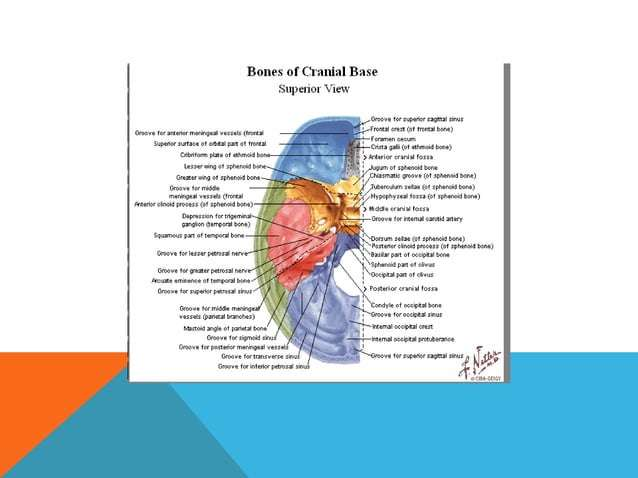 Bones of Cranial Base
Superior View
Groove for anterior meningeal vessels (frontal
Superior surface of orbital part of frontal
Cribriform plate of ethmoid bone
Lesser wing of sphenoid bone
Greater wing of sphenoid bone
Groove for middle
meningeal vessels (frontal
Anterior clinoid process (of sphenoid bone)
Depression for trigeminal
ganglion (temporal bone)
Squamous part of temporal bone
Groove for lesser petrosal nerve
Groove for greater petrosal nerve
Arcuate eminence of temporal bone
Groove for superior petrosal sinus
Groove for middle meningeal
vessels (parietal branches)
Mastoid angle of parietal bone
Groove for sigmoid sinus
Groove for posterior meningeal vessels
Groove for transverse sinus
Groove for inferior petrosal sinus
Groove for superior sagittal sinus
Frontal crest (of frontal bone)
Foramen cecum
Crista galli (of ethmoid bone)
Anterior cranial fossa
Jugum of sphenoid bone
Chiasmatic groove (of sphenoid bone)
Tuberculum sellae (of sphenoid bone)
Hypophyseal fossa (of sphenoid bone)
Middle cranial fossa
Groove for internal carotid artery
Dorsum sellae (of sphenoid bone)
Posterior clinoid process (of sphenoid bone)
Basilar part of occipital bone
Sphenoid part of clivus
Occipital part of clivus
Posterior cranial fossa
Condyle of occipital bone
Groove for occipital sinus
Internal occipital crest
Internal occipital protuberance
Groove for superior sagittal sinus
F. Netter
M.D.
© CIBA-GEIGY